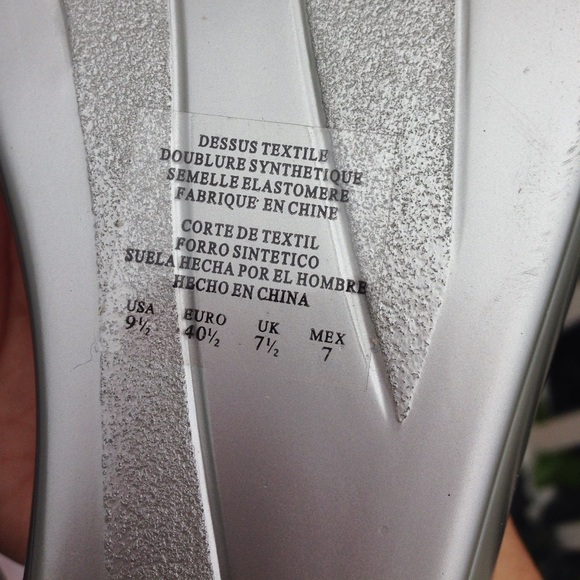 DESSUS TEXTILE
DOUBLURE SYNTHETIQUE
SEMELLE ELASTOMERE
FABRIQUE EN CHINE
CORTE DE TEXTIL
FORRO SINTETICO
SUELA HECHA POR EL HOMBRE
HECHO EN CHINA
USA EURO UK MEX
9½ 40½ 7½ 7